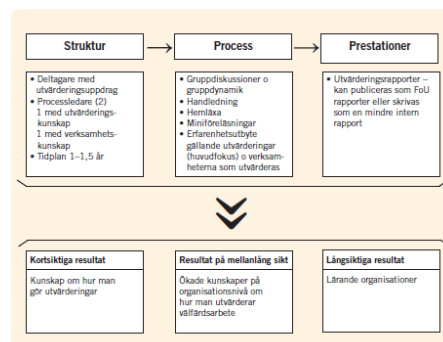 Struktur
Process
Prestationer
• Deltagare med
utvärderingsuppdrag
• Processledare (2)
1 med utvärderings-
kunskap
1 med verksamhets-
kunskap
• Tidplan 1–1,5 år
• Gruppdiskussioner o
gruppdynamik
• Handledning
• Hemläxa
• Miniföreläsningar
• Erfarenhetsutbyte
gällande utvärderingar
(huvudfokus) o verksam-
heterna som utvärderas
• Utvärderingsrapporter –
kan publiceras som FoU
rapporter eller skrivas
som en mindre intern
rapport
Kortsiktiga resultat
Kunskap om hur man
gör utvärderingar
Resultat på mellanlång sikt
Ökade kunskaper på
organisationsnivå om
hur man utvärderar
välfärdsarbete
Långsiktiga resultat
Lärande organisationer